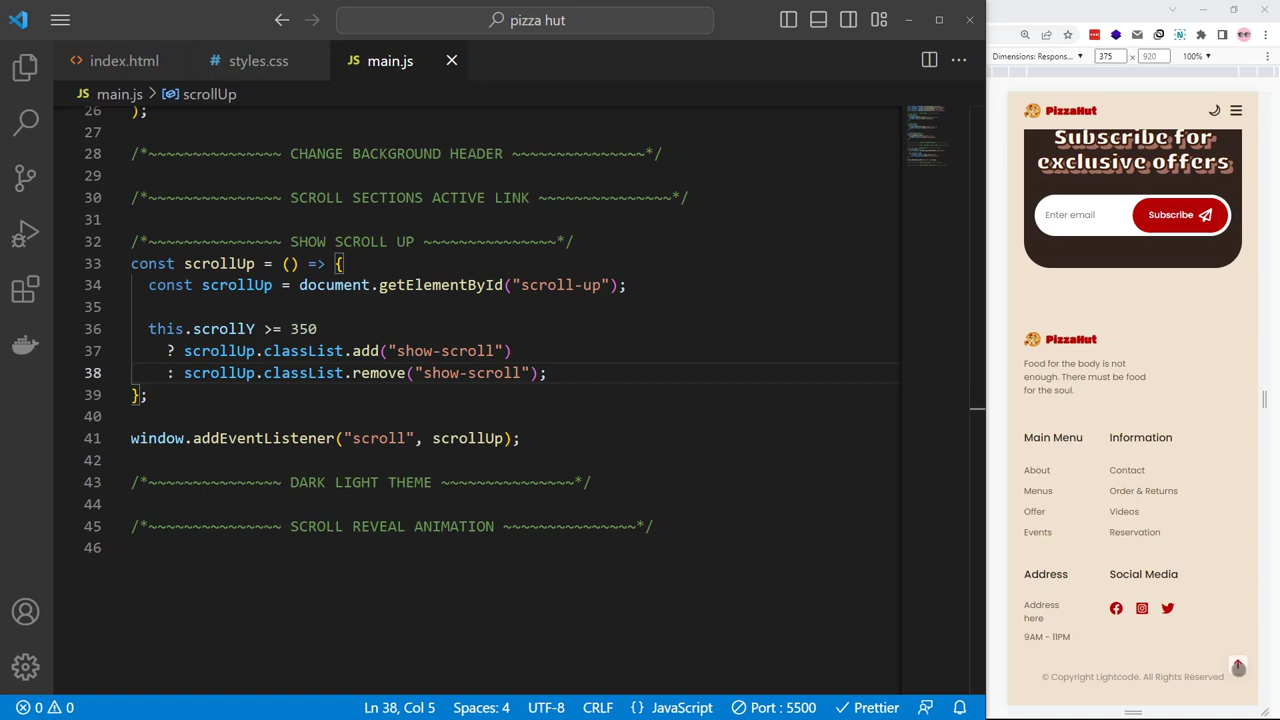 pizza hut
index.html
# styles.css
JS main.js
JS main.js > scrollUp
26 );
27
28 /*~~~~~~~~~~~~~~~ CHANGE BACKGROUND HEADER ~~~~~~~~~~~~~~~*/
29
30 /*~~~~~~~~~~~~~~~ SCROLL SECTIONS ACTIVE LINK ~~~~~~~~~~~~~~~*/
31
32 /*~~~~~~~~~~~~~~~ SHOW SCROLL UP ~~~~~~~~~~~~~~~*/
33 const scrollUp = () => {
34 const scrollUp = document.getElementById("scroll-up");
35
36 this.scrollY >= 350
37 ? scrollUp.classList.add("show-scroll")
38 : scrollUp.classList.remove("show-scroll");
39 };
40
41 window.addEventListener("scroll", scrollUp);
42
43 /*~~~~~~~~~~~~~~~ DARK LIGHT THEME ~~~~~~~~~~~~~~~*/
44
45 /*~~~~~~~~~~~~~~~ SCROLL REVEAL ANIMATION ~~~~~~~~~~~~~~~*/
46
0 0
Ln 38, Col 5
Spaces: 4
UTF-8
CRLF
{} JavaScript
Port : 5500
Prettier
Dimensions: Respons... 375 × 920 100%
PizzaHut
Subscribe for
exclusive offers
Enter email
Subscribe
PizzaHut
Food for the body is not
enough. There must be food
for the soul.
Main Menu
About
Menus
Offer
Events
Information
Contact
Order & Returns
Videos
Reservation
Address
Address
here
9AM - 11PM
Social Media
© Copyright Lightcode. All Rights Reserved